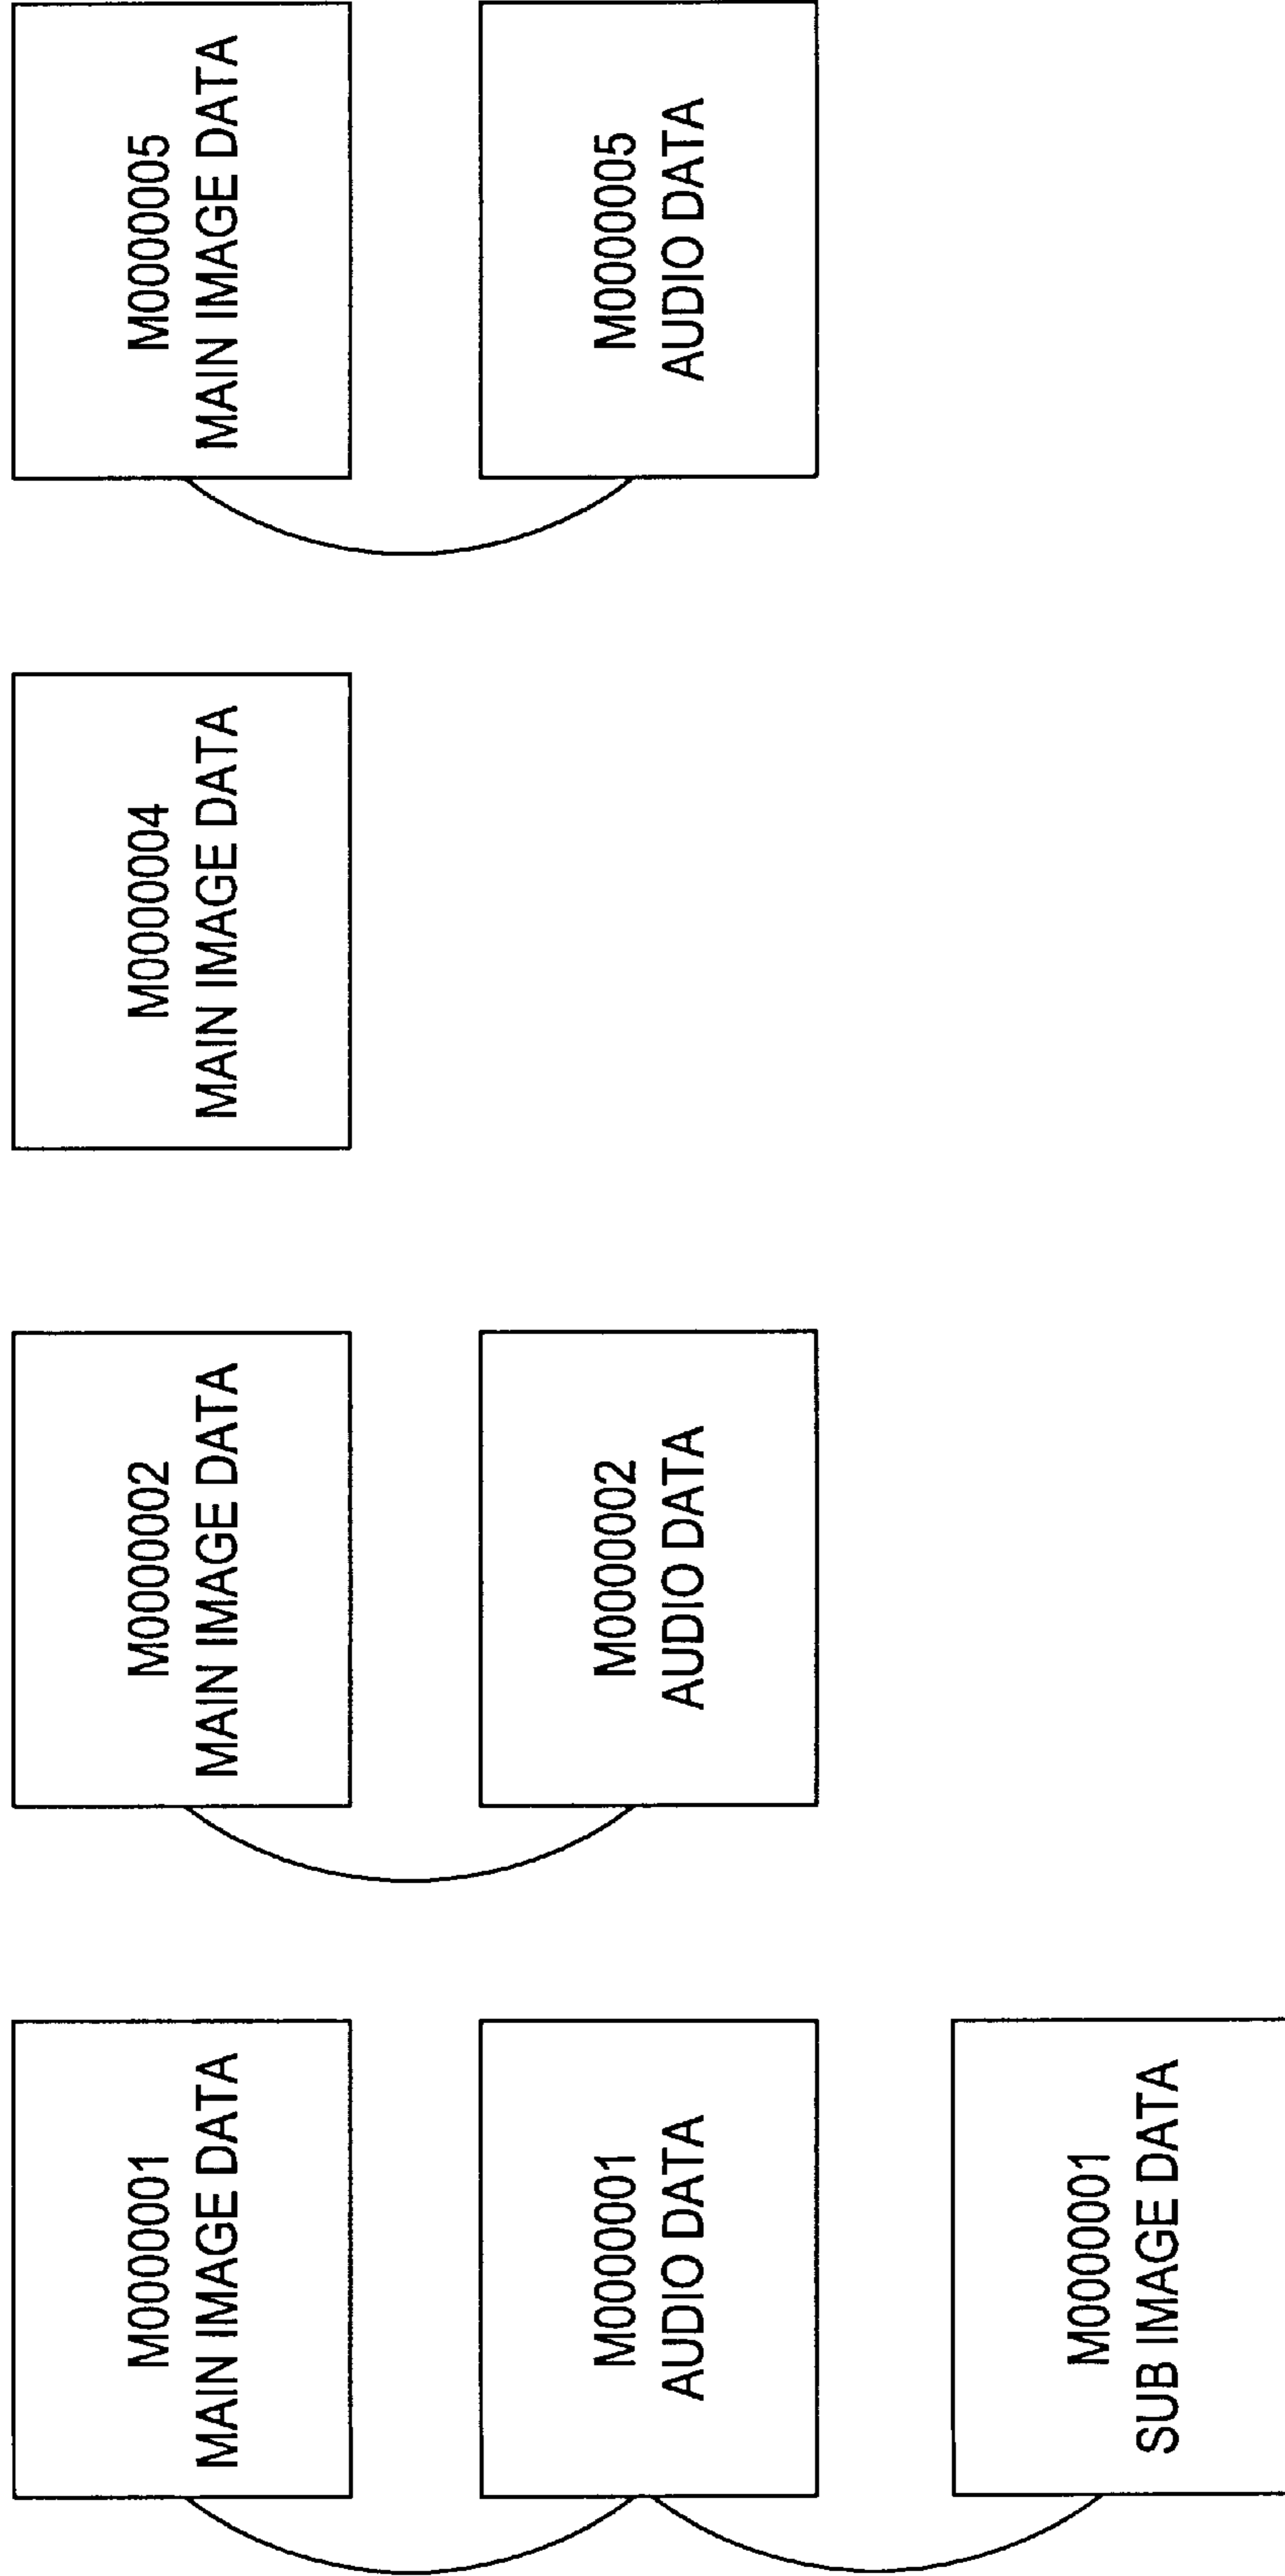 M0000001
MAIN IMAGE DATA
M0000002
MAIN IMAGE DATA
M0000004
MAIN IMAGE DATA
M0000005
MAIN IMAGE DATA
M0000001
AUDIO DATA
M0000002
AUDIO DATA
M0000005
AUDIO DATA
M0000001
SUB IMAGE DATA